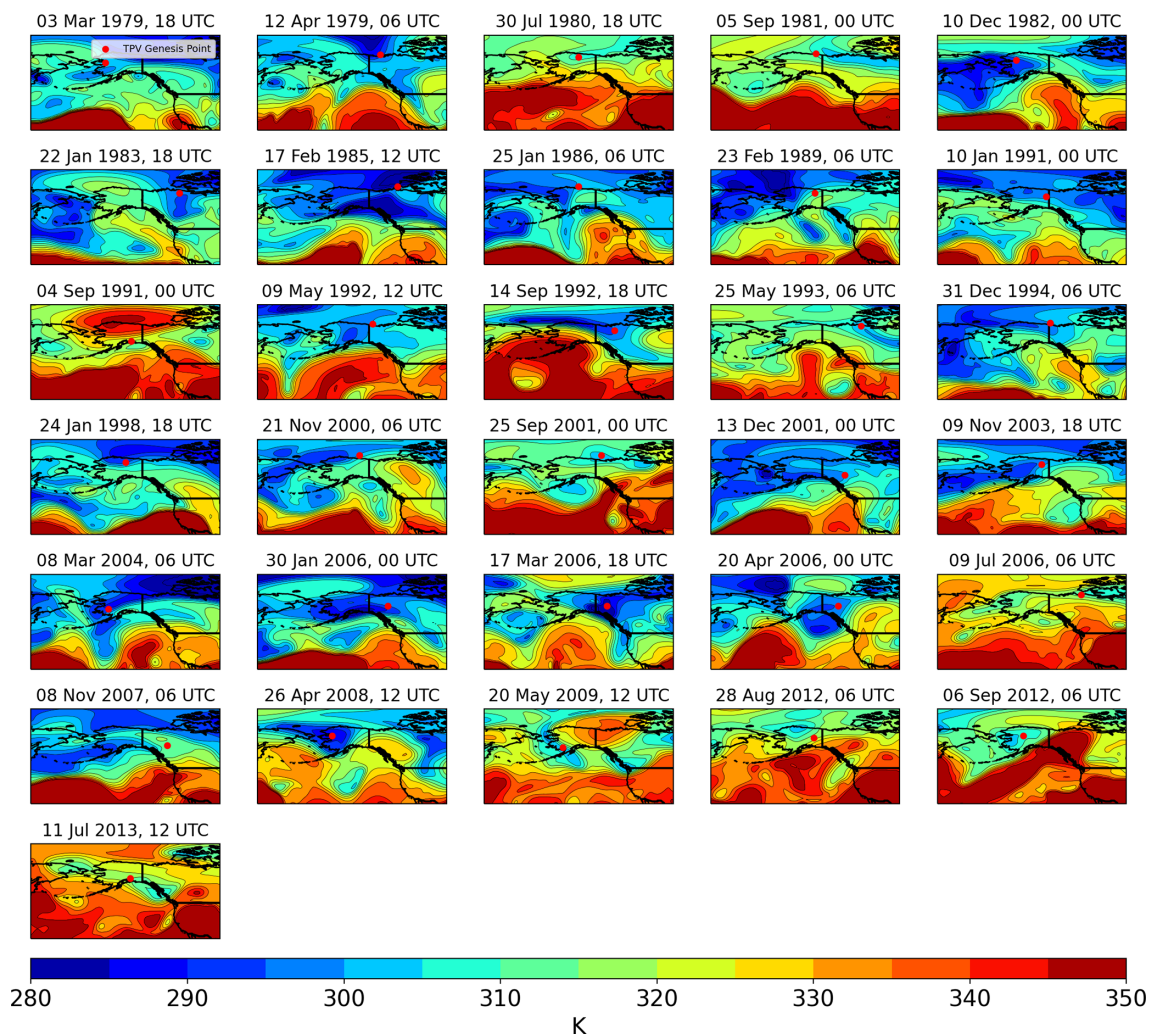 03 Mar 1979, 18 UTC
12 Apr 1979, 06 UTC
30 Jul 1980, 18 UTC
05 Sep 1981, 00 UTC
10 Dec 1982, 00 UTC
TPV Genesis Point
22 Jan 1983, 18 UTC
17 Feb 1985, 12 UTC
25 Jan 1986, 06 UTC
23 Feb 1989, 06 UTC
10 Jan 1991, 00 UTC
04 Sep 1991, 00 UTC
09 May 1992, 12 UTC
14 Sep 1992, 18 UTC
25 May 1993, 06 UTC
31 Dec 1994, 06 UTC
24 Jan 1998, 18 UTC
21 Nov 2000, 06 UTC
25 Sep 2001, 00 UTC
13 Dec 2001, 00 UTC
09 Nov 2003, 18 UTC
08 Mar 2004, 06 UTC
30 Jan 2006, 00 UTC
17 Mar 2006, 18 UTC
20 Apr 2006, 00 UTC
09 Jul 2006, 06 UTC
08 Nov 2007, 06 UTC
26 Apr 2008, 12 UTC
20 May 2009, 12 UTC
28 Aug 2012, 06 UTC
06 Sep 2012, 06 UTC
11 Jul 2013, 12 UTC
280 290 300 310 320 330 340 350
K